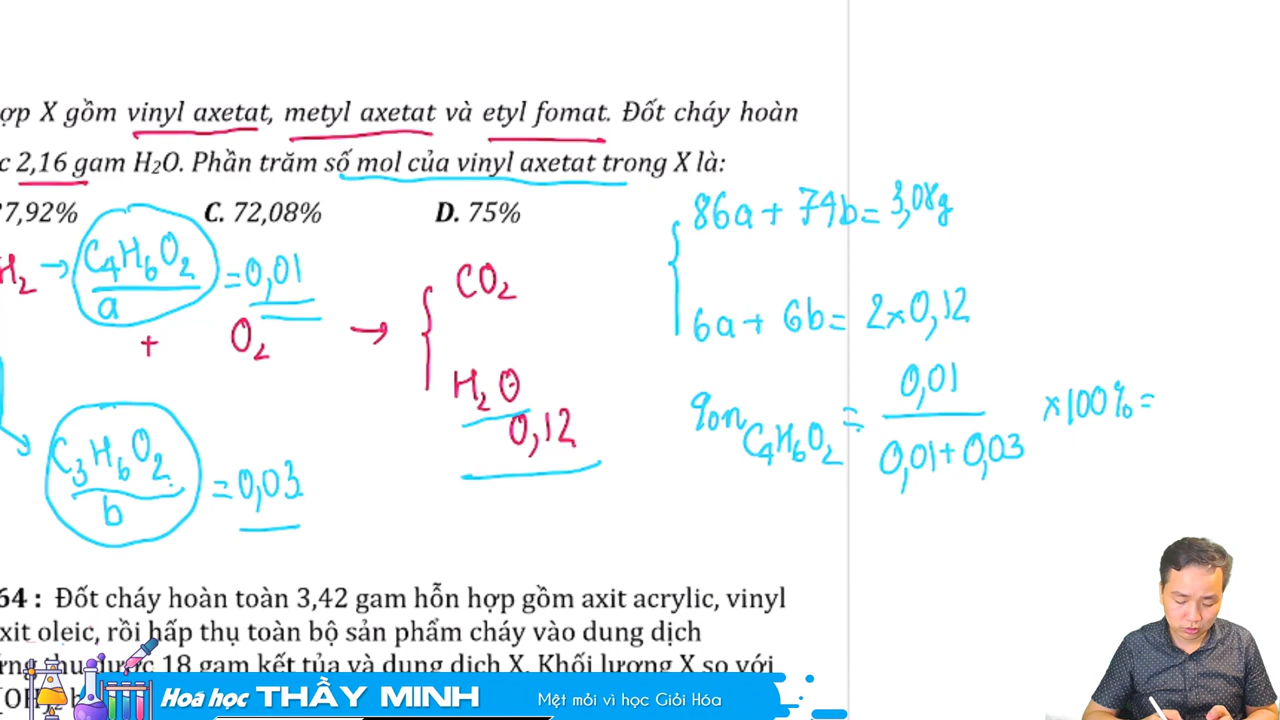 ợp X gồm vinyl axetat, metyl axetat và etyl fomat. Đốt cháy hoàn
c 2,16 gam H₂O. Phần trăm số mol của vinyl axetat trong X là:
7,92% C. 72,08% D. 75%
H₂ → C₄H₆O₂ = 0,01
a
+ O₂ → { CO₂
H₂O
0,12
C₃H₆O₂ = 0,03
b
86a + 74b = 3,08g
6a + 6b = 2×0,12
%n C₄H₆O₂ = 0,01 / 0,01 + 0,03 ×100% =
64 : Đốt cháy hoàn toàn 3,42 gam hỗn hợp gồm axit acrylic, vinyl
xit oleic, rồi hấp thụ toàn bộ sản phẩm cháy vào dung dịch
ứng thu được 18 gam kết tủa và dung dịch X. Khối lượng X so với
Hoá học THẦY MINH
Mệt mỏi vì học Giỏi Hóa